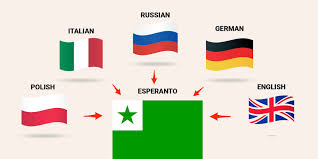 RUSSIAN
ITALIAN
GERMAN
POLISH
ESPERANTO
ENGLISH